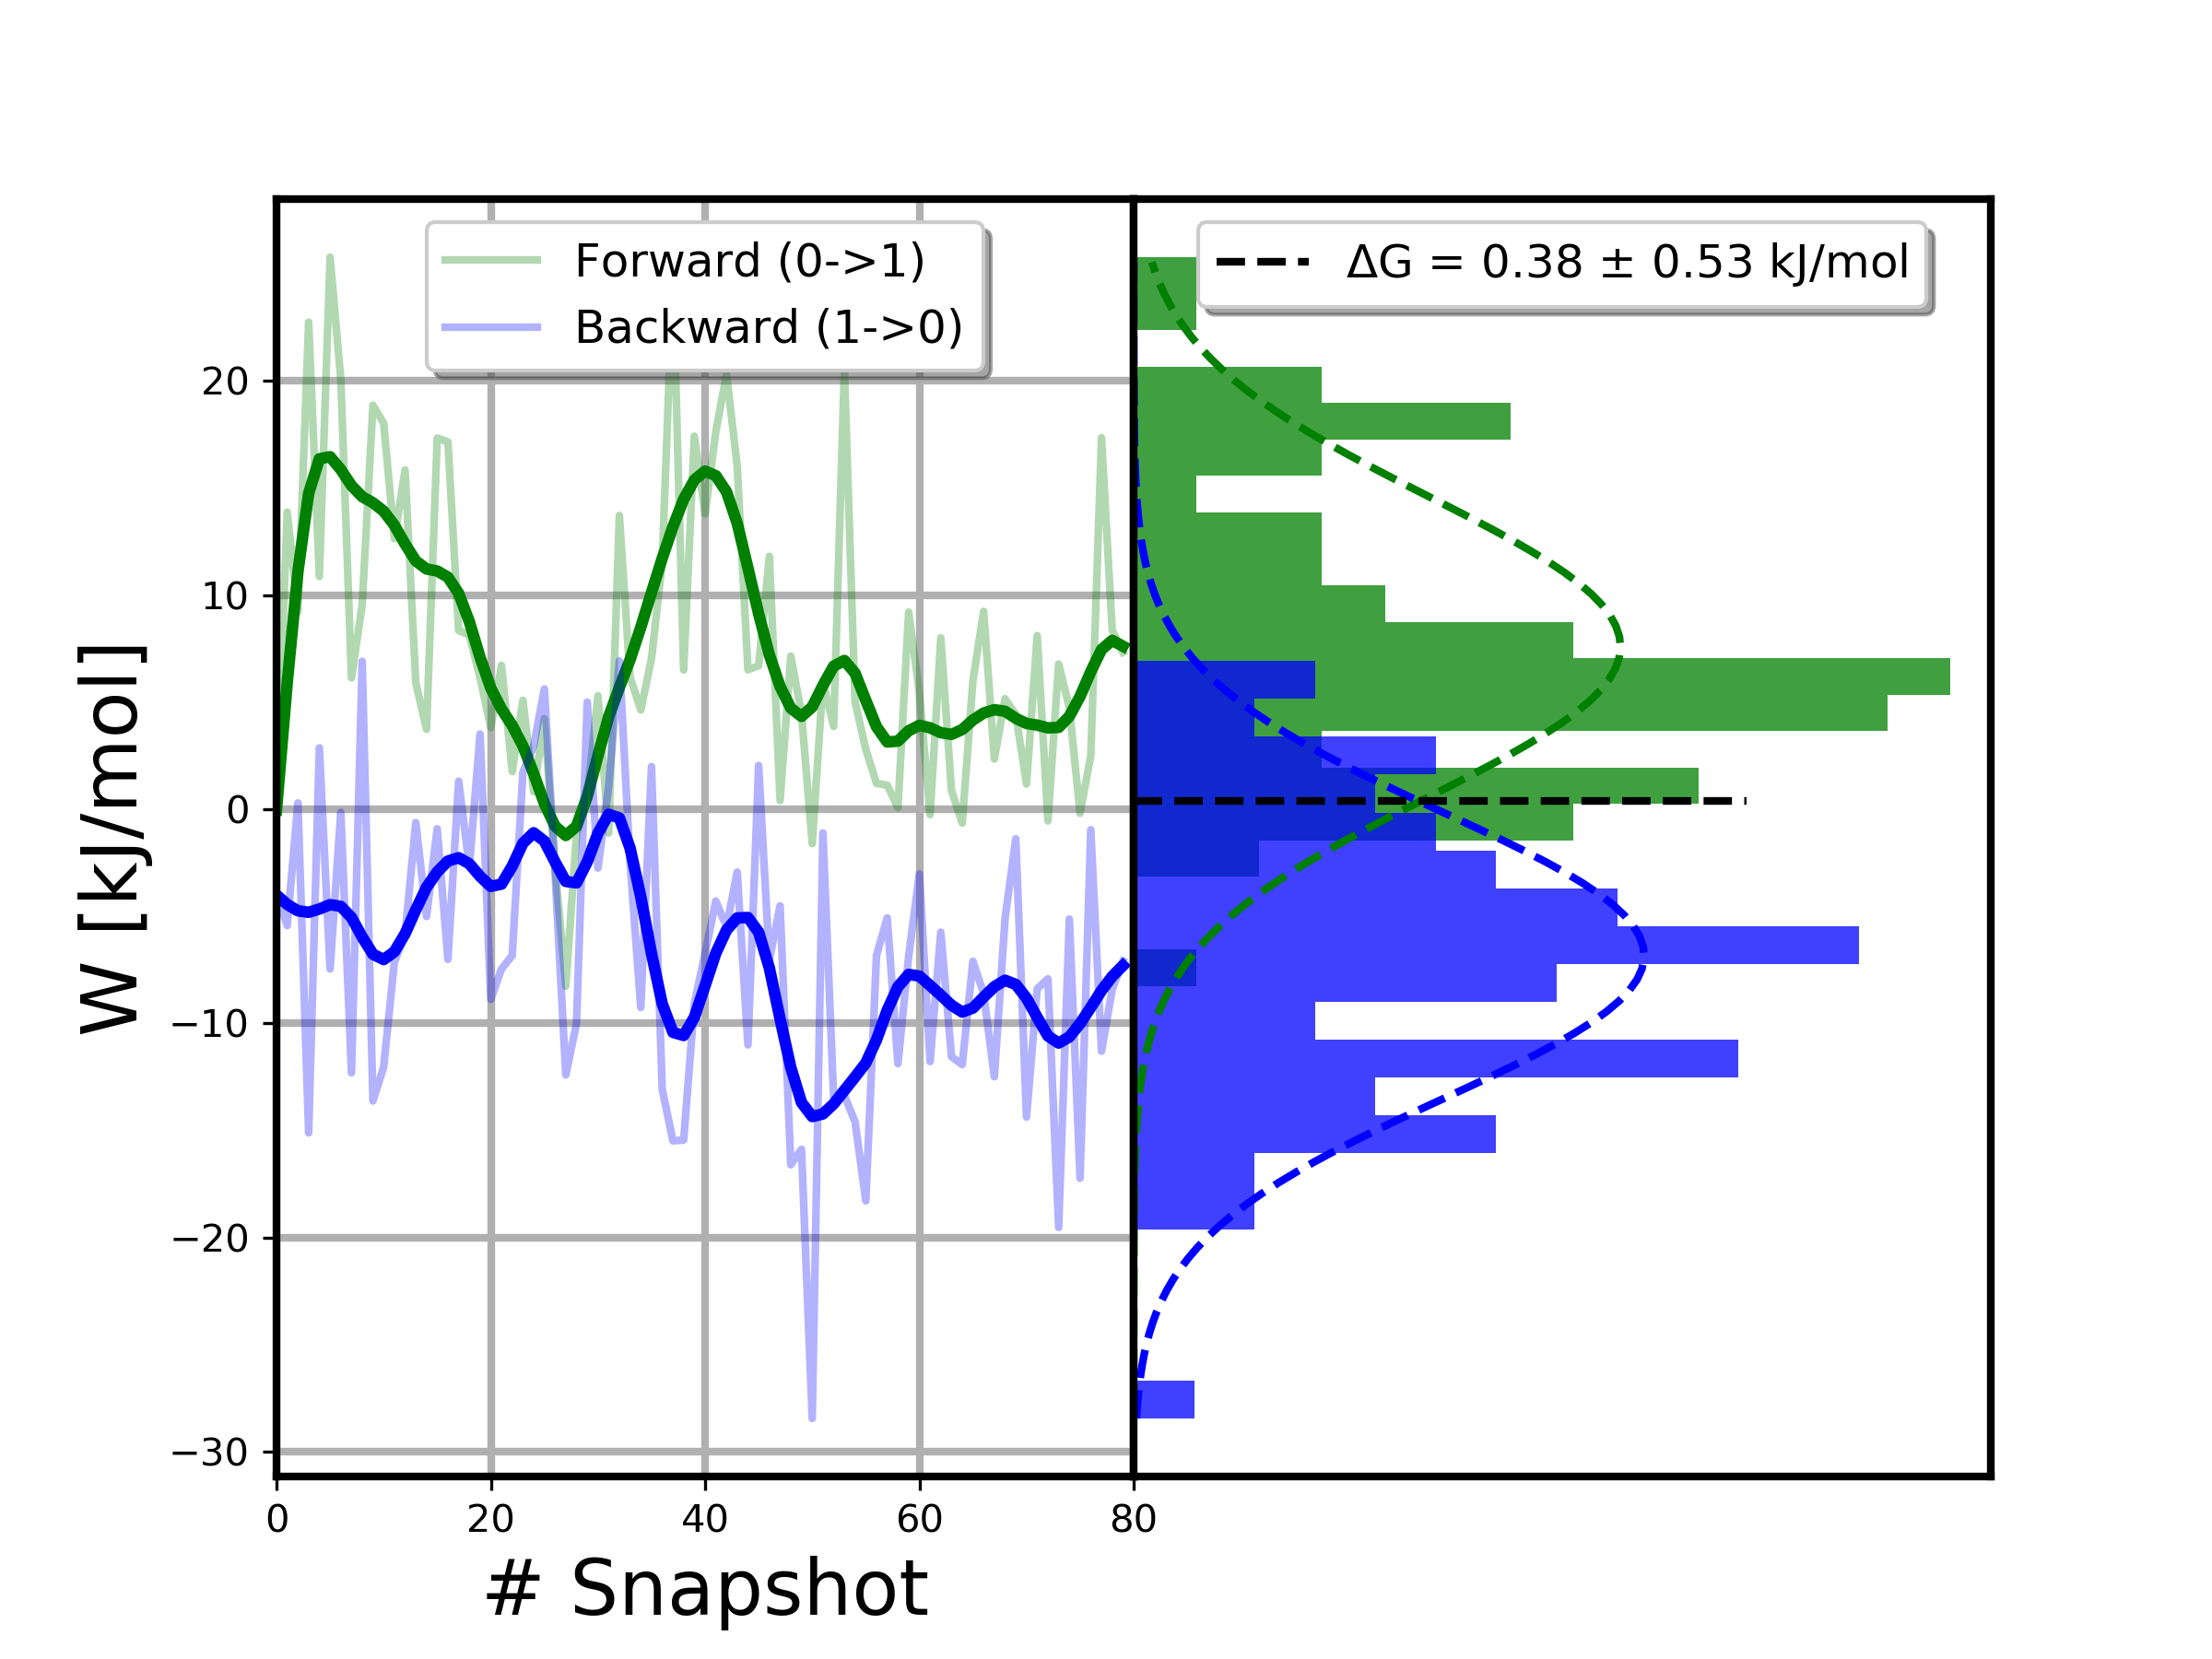 Forward (0->1)
Backward (1->0)
ΔG = 0.38 ± 0.53 kJ/mol
W [kJ/mol]
20
10
0
−10
−20
−30
0 20 40 60 80
# Snapshot